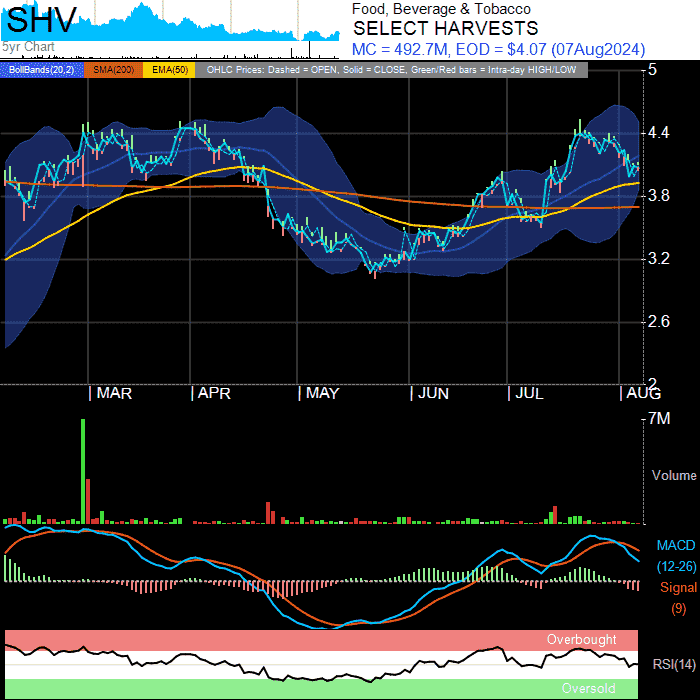 SHV
5yr Chart
Food, Beverage & Tobacco
SELECT HARVESTS
MC = 492.7M, EOD = $4.07 (07Aug2024)
BollBands(20,2) SMA(200) EMA(50) OHLC Prices: Dashed = OPEN, Solid = CLOSE, Green/Red bars = Intra-day HIGH/LOW
5
4.4
3.8
3.2
2.6
2
| MAR | APR | MAY | JUN | JUL | AUG
7M
Volume
MACD
(12-26)
Signal
(9)
Overbought
RSI(14)
Oversold